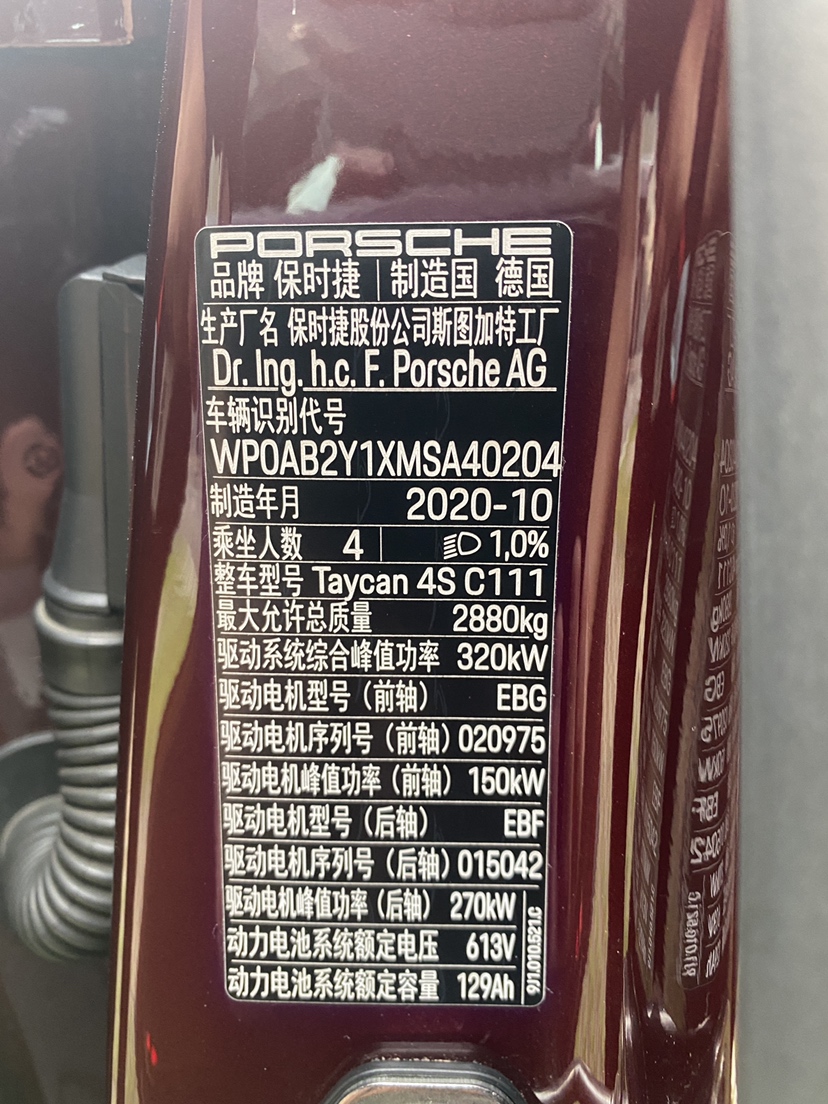 PORSCHE
品牌 保时捷 制造国 德国
生产厂名 保时捷股份公司斯图加特工厂
Dr. Ing. h.c. F. Porsche AG
车辆识别代号
WP0AB2Y1XMSA40204
制造年月 2020-10
乘坐人数 4 1,0%
整车型号 Taycan 4S C111
最大允许总质量 2880kg
驱动系统综合峰值功率 320kW
驱动电机型号（前轴） EBG
驱动电机序列号（前轴）020975
驱动电机峰值功率（前轴） 150kW
驱动电机型号（后轴） EBF
驱动电机序列号（后轴）015042
驱动电机峰值功率（后轴） 270kW
动力电池系统额定电压 613V
动力电池系统额定容量 129Ah
9J1.010.521.C